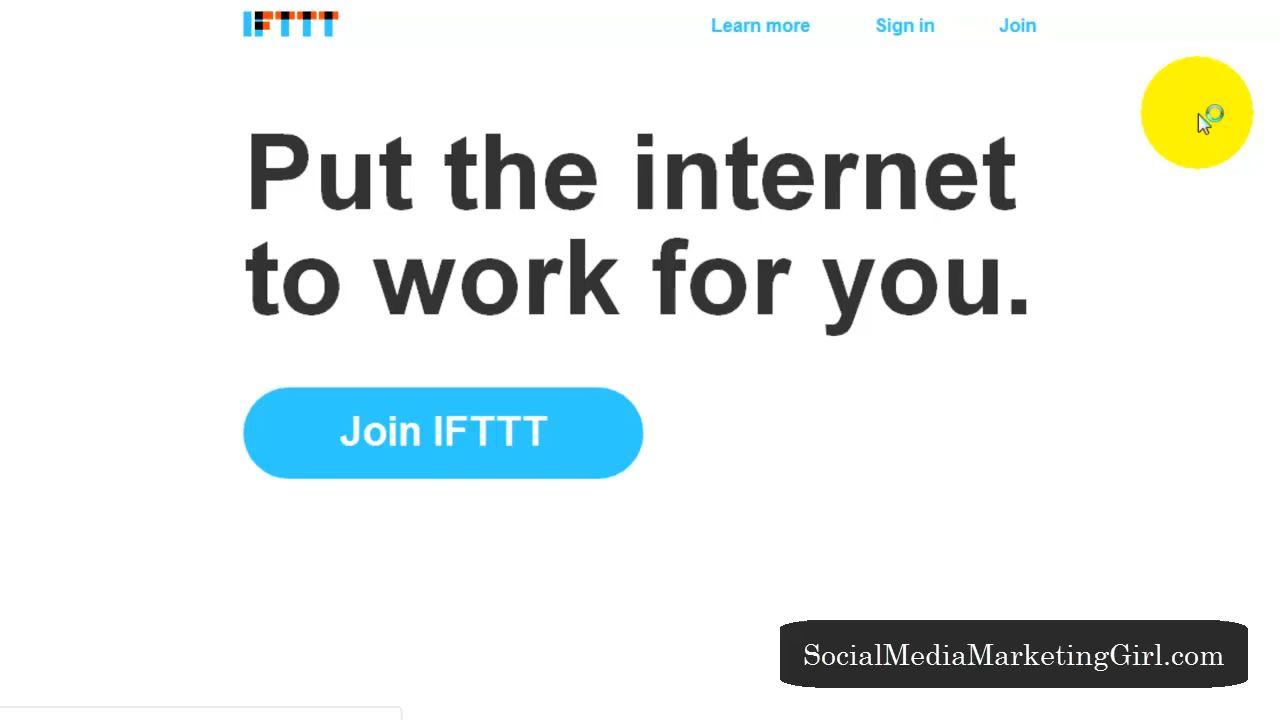 IFTTT
Learn more
Sign in
Join
Put the internet
to work for you.
Join IFTTT
SocialMediaMarketingGirl.com